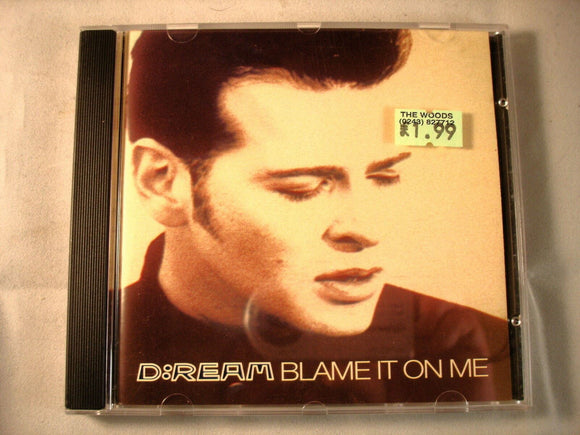 THE WOODS
(0243) 827712
£1.99
D:REAM BLAME IT ON ME